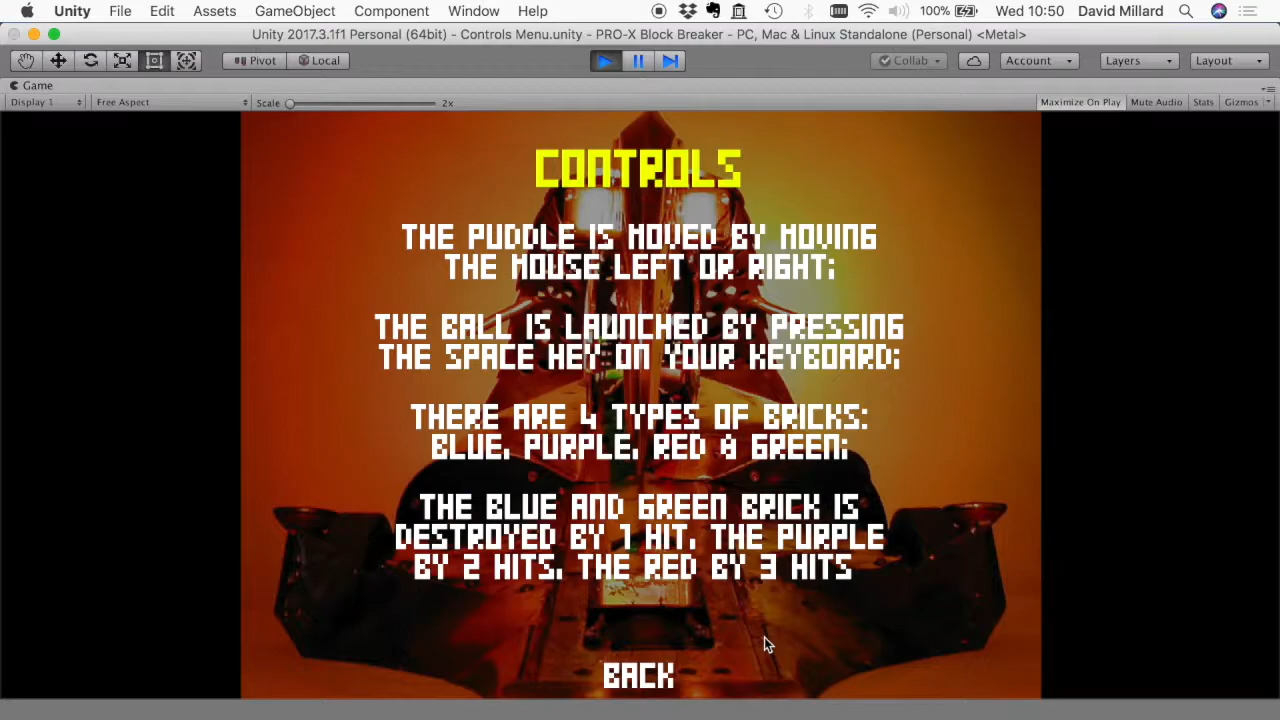 Unity File Edit Assets GameObject Component Window Help 100% Wed 10:50 David Millard
Unity 2017.3.1f1 Personal (64bit) - Controls Menu.unity - PRO-X Block Breaker - PC, Mac & Linux Standalone (Personal) <Metal>
Pivot Local Collab Account Layers Layout
Game
Display 1 Free Aspect Scale 2x Maximize On Play Mute Audio Stats Gizmos
CONTROLS
THE PUDDLE IS MOVED BY MOVING
THE MOUSE LEFT OR RIGHT;
THE BALL IS LAUNCHED BY PRESSING
THE SPACE KEY ON YOUR KEYBOARD;
THERE ARE 4 TYPES OF BRICKS:
BLUE, PURPLE, RED & GREEN;
THE BLUE AND GREEN BRICK IS
DESTROYED BY 1 HIT, THE PURPLE
BY 2 HITS, THE RED BY 3 HITS
BACK